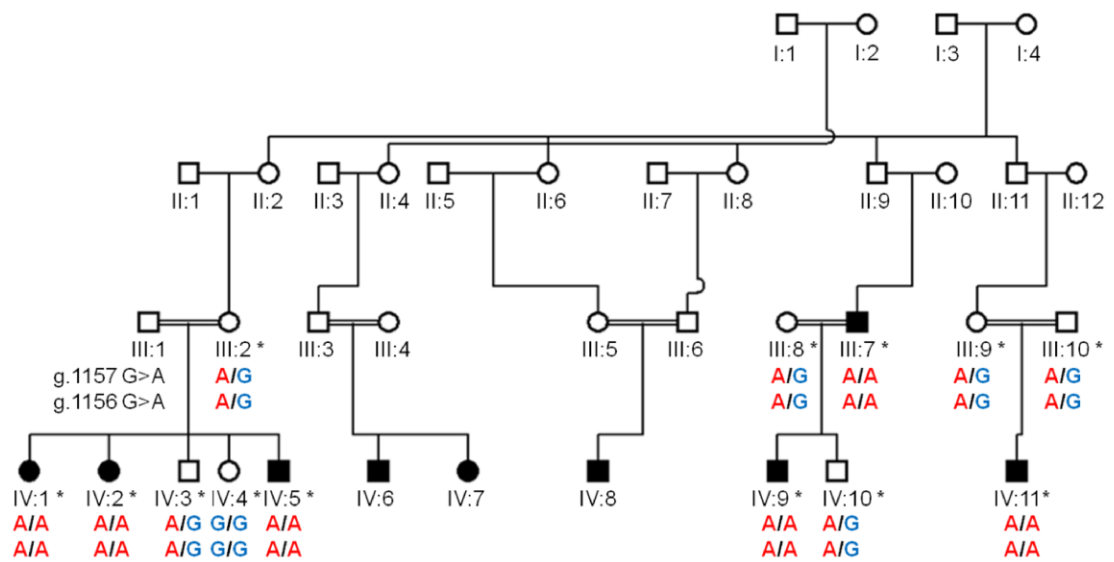 I:1 I:2 I:3 I:4
II:1 II:2 II:3 II:4 II:5 II:6 II:7 II:8 II:9 II:10 II:11 II:12
III:1 III:2 * III:3 III:4 III:5 III:6 III:8 * III:7 * III:9 * III:10 *
g.1157 G>A A/G A/G A/A A/G A/G
g.1156 G>A A/G A/G A/A A/G A/G
IV:1 * IV:2 * IV:3 * IV:4 * IV:5 * IV:6 IV:7 IV:8 IV:9 * IV:10 * IV:11 *
A/A A/A A/G G/G A/A A/A A/G A/A
A/A A/A A/G G/G A/A A/A A/G A/A